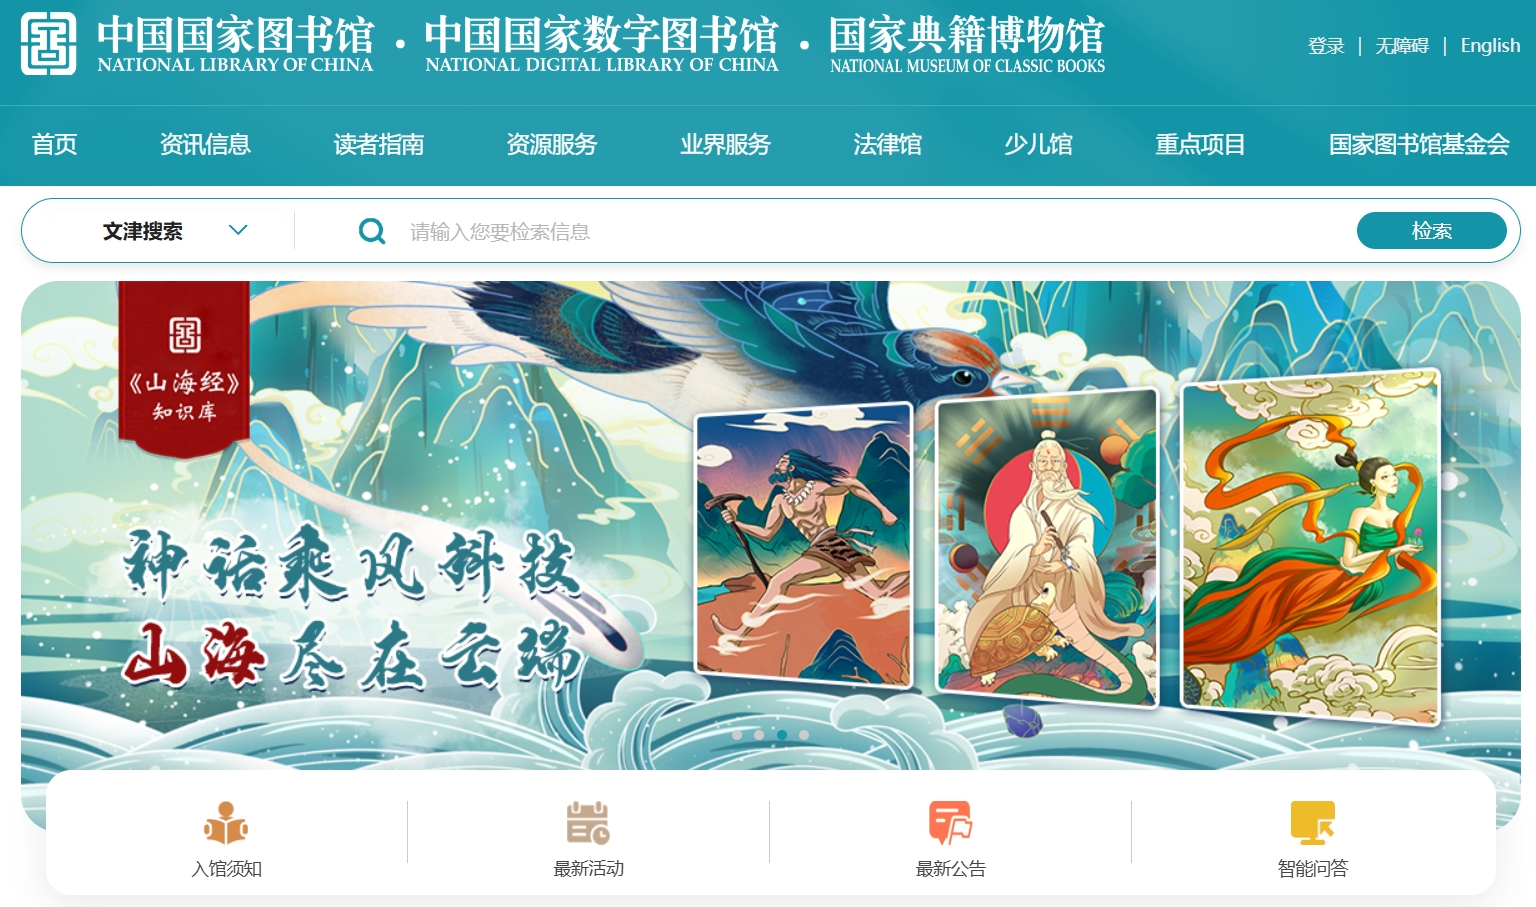 中国国家图书馆 · 中国国家数字图书馆 · 国家典籍博物馆
NATIONAL LIBRARY OF CHINA NATIONAL DIGITAL LIBRARY OF CHINA NATIONAL MUSEUM OF CLASSIC BOOKS
登录 | 无障碍 | English
首页 资讯信息 读者指南 资源服务 业界服务 法律馆 少儿馆 重点项目 国家图书馆基金会
文津搜索 请输入您要检索信息 检索
《山海经》
知识库
神话乘风科技
山海尽在云端
入馆须知 最新活动 最新公告 智能问答